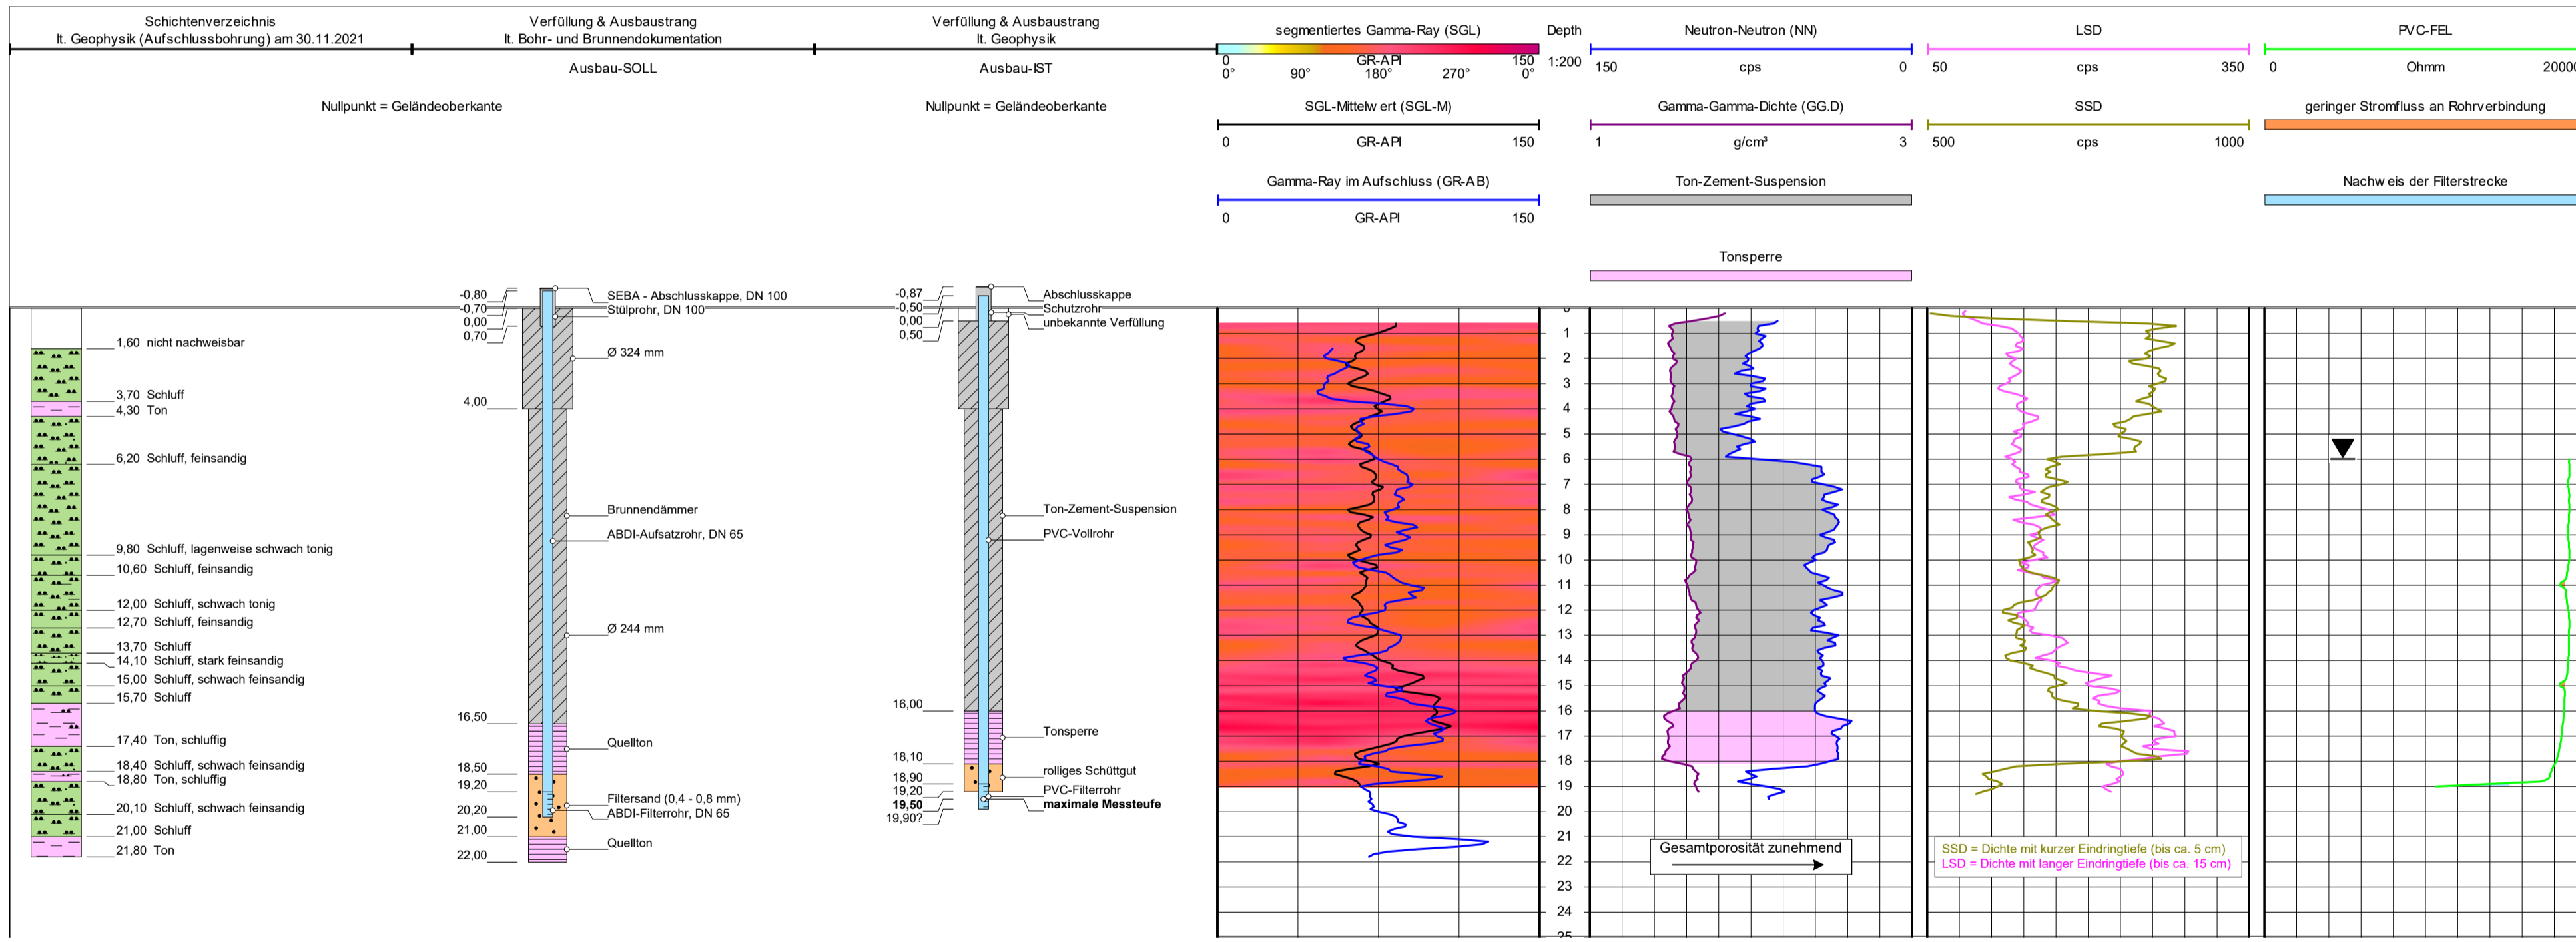 Schichtenverzeichnis
lt. Geophysik (Aufschlussbohrung) am 30.11.2021
Verfüllung & Ausbaustrang
lt. Bohr- und Brunnendokumentation
Ausbau-SOLL
Nullpunkt = Geländeoberkante
Verfüllung & Ausbaustrang
lt. Geophysik
Ausbau-IST
Nullpunkt = Geländeoberkante
segmentiertes Gamma-Ray (SGL)
0 GR-API 150
0° 90° 180° 270° 0°
SGL-Mittelwert (SGL-M)
0 GR-API 150
Gamma-Ray im Aufschluss (GR-AB)
0 GR-API 150
Depth
1:200
Neutron-Neutron (NN)
150 cps 0
Gamma-Gamma-Dichte (GG.D)
1 g/cm³ 3
Ton-Zement-Suspension
Tonsperre
LSD
50 cps 350
SSD
500 cps 1000
PVC-FEL
0 Ohmm 2000
geringer Stromfluss an Rohrverbindung
Nachweis der Filterstrecke
1,60 nicht nachweisbar
3,70 Schluff
4,30 Ton
6,20 Schluff, feinsandig
9,80 Schluff, lagenweise schwach tonig
10,60 Schluff, feinsandig
12,00 Schluff, schwach tonig
12,70 Schluff, feinsandig
13,70 Schluff
14,10 Schluff, stark feinsandig
15,00 Schluff, schwach feinsandig
15,70 Schluff
17,40 Ton, schluffig
18,40 Schluff, schwach feinsandig
18,80 Ton, schluffig
20,10 Schluff, schwach feinsandig
21,00 Schluff
21,80 Ton
-0,80
-0,70
0,00
0,70
4,00
16,50
18,50
19,20
20,20
21,00
22,00
SEBA - Abschlusskappe, DN 100
Stülprohr, DN 100
Ø 324 mm
Brunnendämmer
ABDI-Aufsatzrohr, DN 65
Ø 244 mm
Quellton
Filtersand (0,4 - 0,8 mm)
ABDI-Filterrohr, DN 65
Quellton
-0,87
-0,50
0,00
0,50
16,00
18,10
18,90
19,20
19,50
19,90?
Abschlusskappe
Schutzrohr
unbekannte Verfüllung
Ton-Zement-Suspension
PVC-Vollrohr
Tonsperre
rolliges Schüttgut
PVC-Filterrohr
maximale Messteufe
0
1
2
3
4
5
6
7
8
9
10
11
12
13
14
15
16
17
18
19
20
21
22
23
24
25
Gesamtporosität zunehmend
SSD = Dichte mit kurzer Eindringtiefe (bis ca. 5 cm)
LSD = Dichte mit langer Eindringtiefe (bis ca. 15 cm)